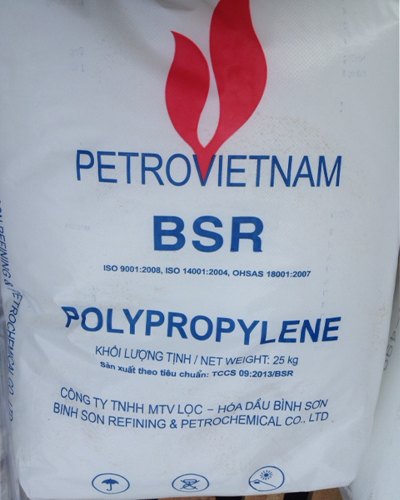 PETROVIETNAM
BSR
ISO 9001:2008, ISO 14001:2004, OHSAS 18001:2007
POLYPROPYLENE
KHỐI LƯỢNG TỊNH / NET WEIGHT: 25 kg
Sản xuất theo tiêu chuẩn: TCCS 09:2013/BSR
CÔNG TY TNHH MTV LỌC – HÓA DẦU BÌNH SƠN
BINH SON REFINING & PETROCHEMICAL CO., LTD